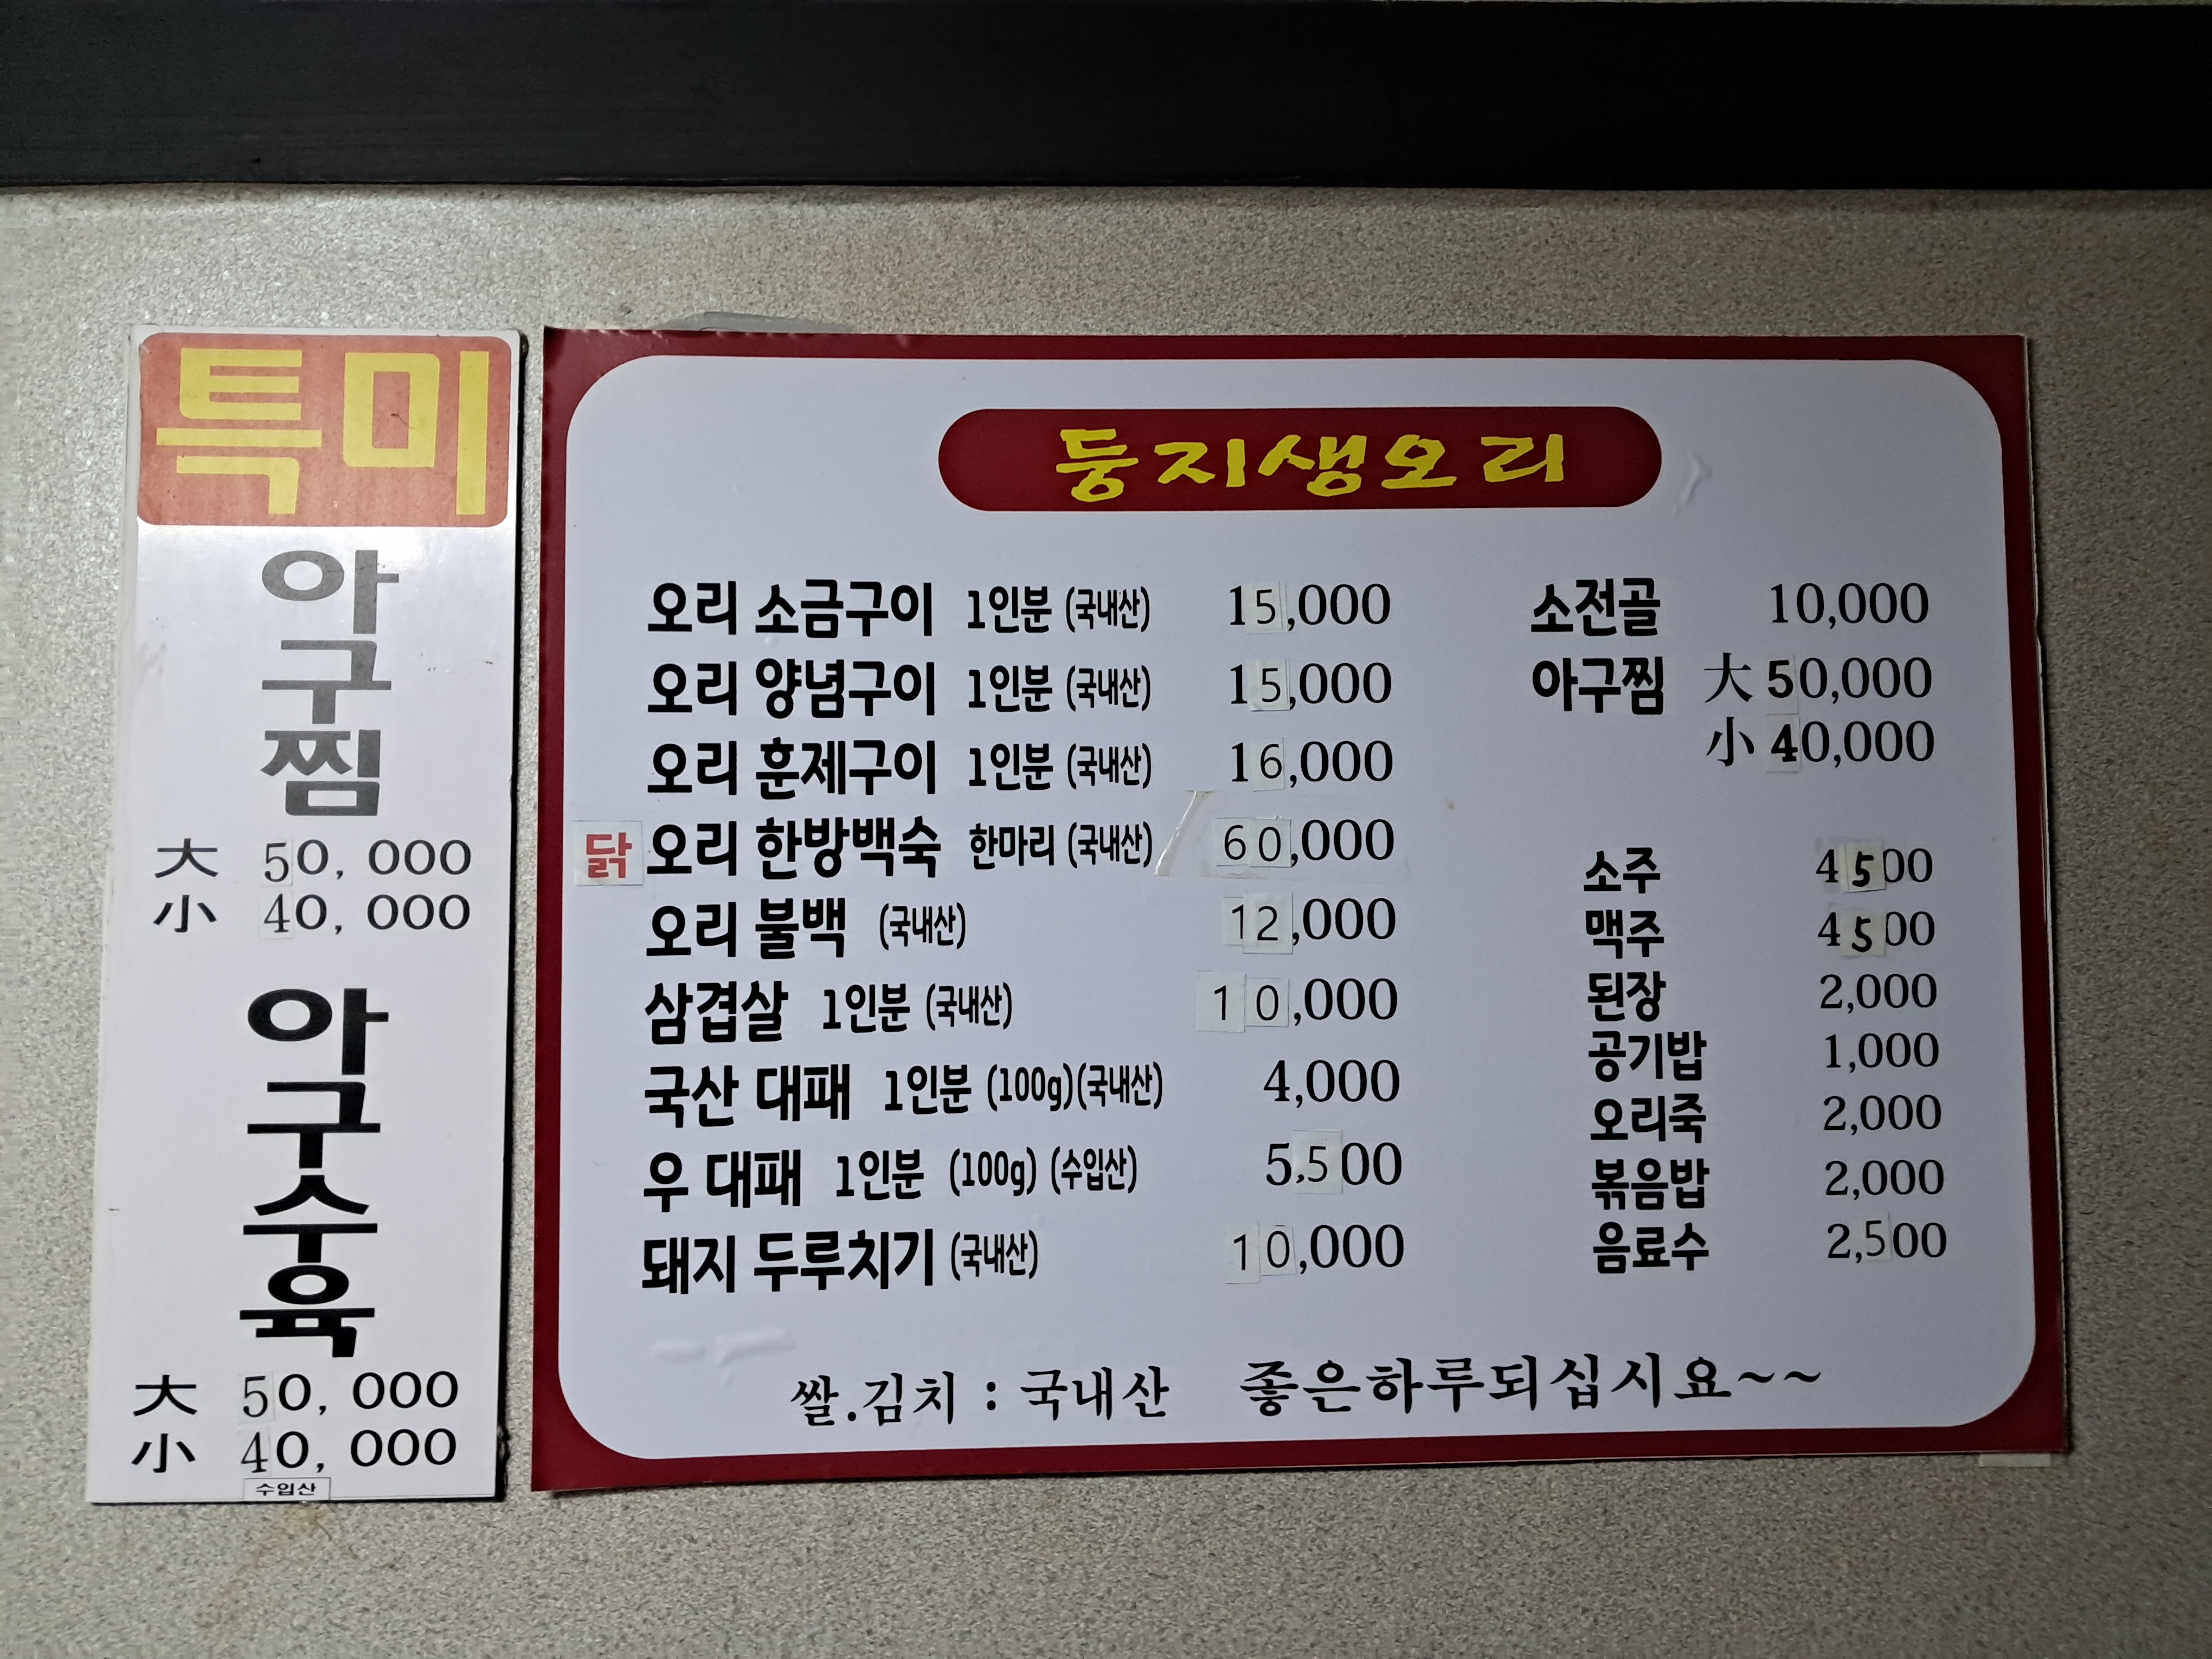 특미
아구찜
大 50,000
小 40,000
아구수육
大 50,000
小 40,000
수입산
둥지생오리
오리 소금구이 1인분 (국내산) 15,000
오리 양념구이 1인분 (국내산) 15,000
오리 훈제구이 1인분 (국내산) 16,000
닭 오리 한방백숙 한마리 (국내산) 60,000
오리 불백 (국내산) 12,000
삼겹살 1인분 (국내산) 10,000
국산 대패 1인분 (100g)(국내산) 4,000
우 대패 1인분 (100g) (수입산) 5,500
돼지 두루치기 (국내산) 10,000
소전골 10,000
아구찜 大 50,000
小 40,000
소주 4500
맥주 4500
된장 2,000
공기밥 1,000
오리죽 2,000
볶음밥 2,000
음료수 2,500
쌀.김치 : 국내산 좋은하루되십시요~~